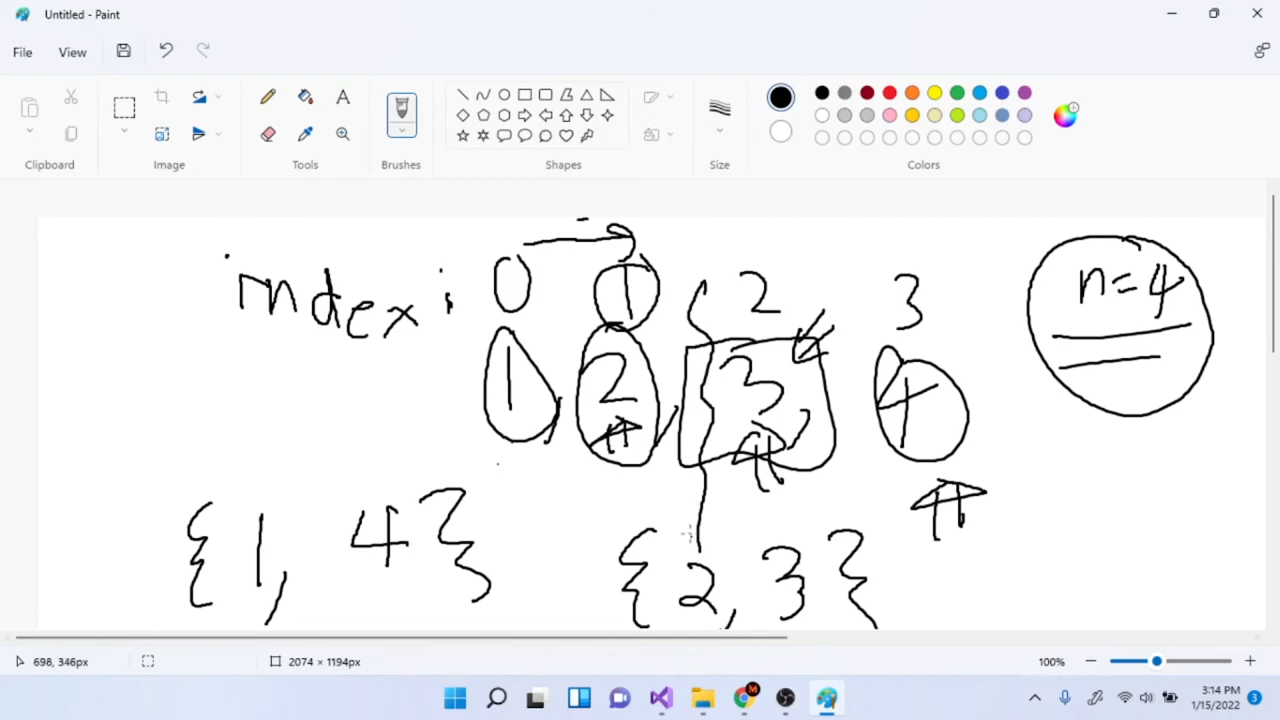 Untitled - Paint
File View
Clipboard Image Tools Brushes Shapes Size Colors
index: 0 1 2 3
n=4
1, 2, 3, 4
{1, 4} {2, 3}
698, 346px 2074 × 1194px 100%
M
3:14 PM
1/15/2022
3